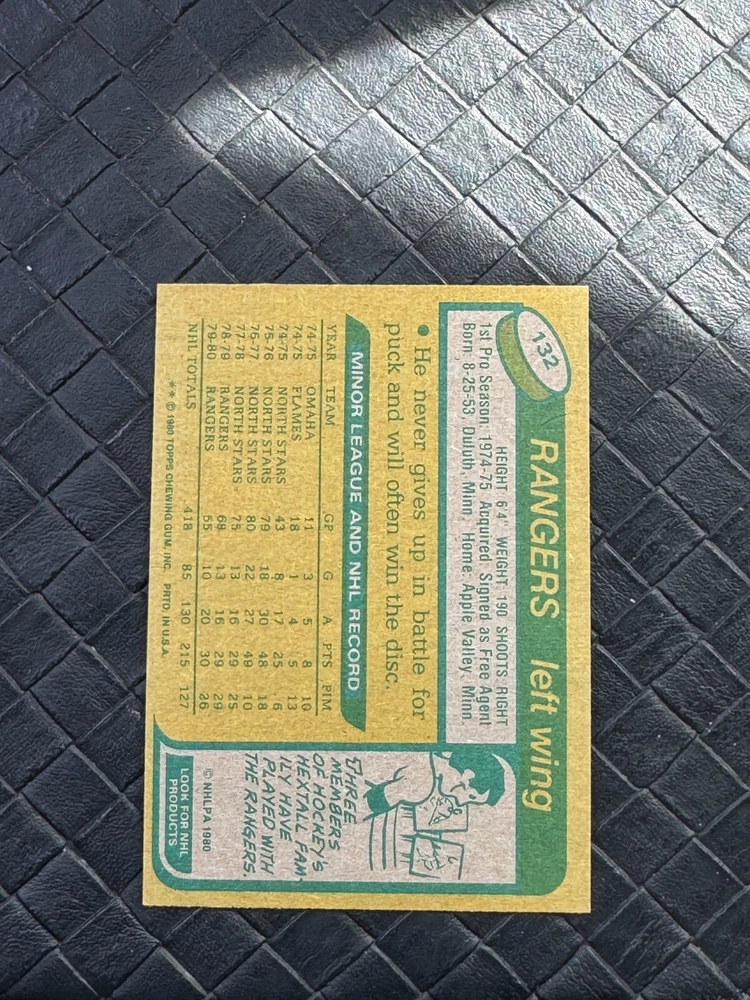 132
RANGERS left wing
HEIGHT: 6'4" WEIGHT: 190 SHOOTS: RIGHT
1st Pro Season: 1974-75 Acquired: Signed as Free Agent
Born: 8-25-53, Duluth, Minn. Home: Apple Valley, Minn.
● He never gives up in battle for
puck and will often win the disc.
MINOR LEAGUE AND NHL RECORD
YEAR TEAM GP G A PTS PIM
74-75 OMAHA 11 3 5 8 10
74-75 FLAMES 18 1 4 5 13
74-75 NORTH STARS 43 8 17 25 6
75-76 NORTH STARS 79 18 30 48 18
76-77 NORTH STARS 80 22 27 49 10
77-78 NORTH STARS 75 13 16 29 25
78-79 RANGERS 68 13 16 29 29
79-80 RANGERS 55 10 20 30 26
NHL TOTALS 418 85 130 215 127
** © 1980 TOPPS CHEWING GUM, INC. PRTD. IN U.S.A.
THREE
MEMBERS
OF HOCKEY'S
HEXTALL FAM-
ILY HAVE
PLAYED WITH
THE RANGERS.
© NHLPA 1980
LOOK FOR NHL
PRODUCTS